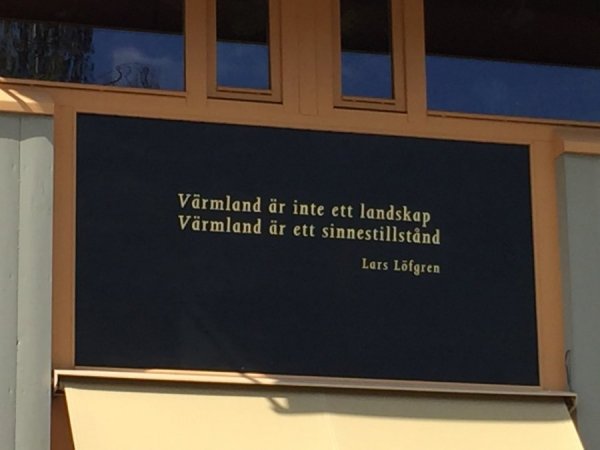 Värmland är inte ett landskap
Värmland är ett sinnestillstånd
Lars Löfgren